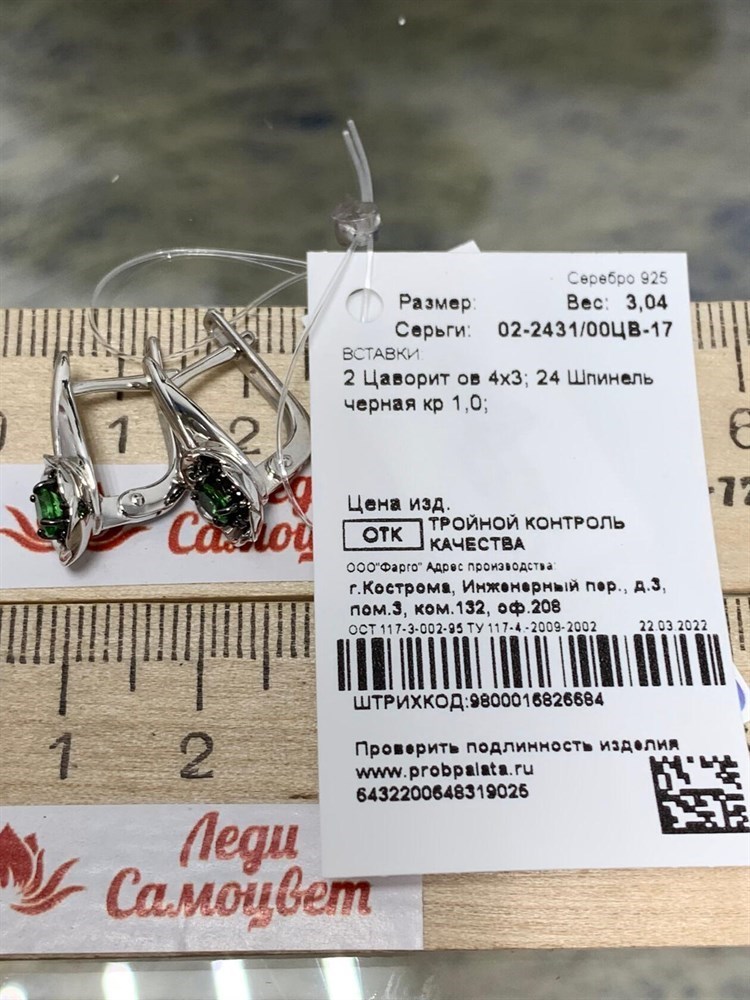 Серебро 925
Размер: Вес: 3,04
Серьги: 02-2431/00ЦВ-17
ВСТАВКИ:
2 Цаворит ов 4х3; 24 Шпинель
черная кр 1,0;
Цена изд.
ОТК ТРОЙНОЙ КОНТРОЛЬ
КАЧЕСТВА
ООО"Фарго" Адрес производства:
г.Кострома, Инженерный пер., д.3,
пом.3, ком.132, оф.208
ОСТ 117-3-002-95 ТУ 117-4.-2009-2002 22.03.2022
ШТРИХКОД:9800016826684
Проверить подлинность изделия
www.probpalata.ru
6432200648319025
1 2 6
Леди
Самоц
1 2
Леди
Самоцвет